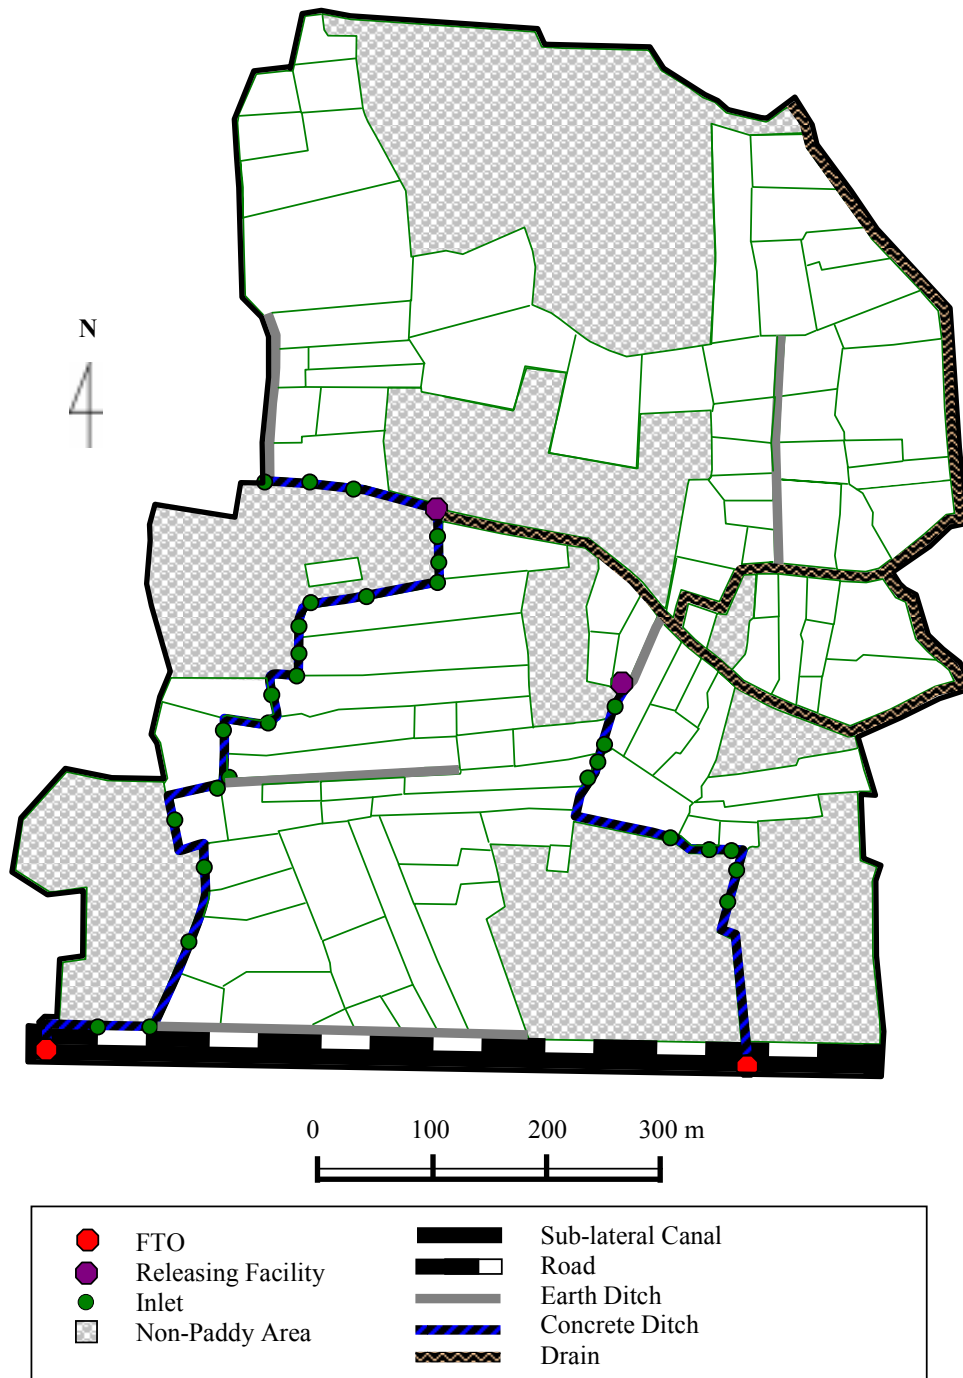 N
0 100 200 300 m
FTO
Releasing Facility
Inlet
Non-Paddy Area
Sub-lateral Canal
Road
Earth Ditch
Concrete Ditch
Drain